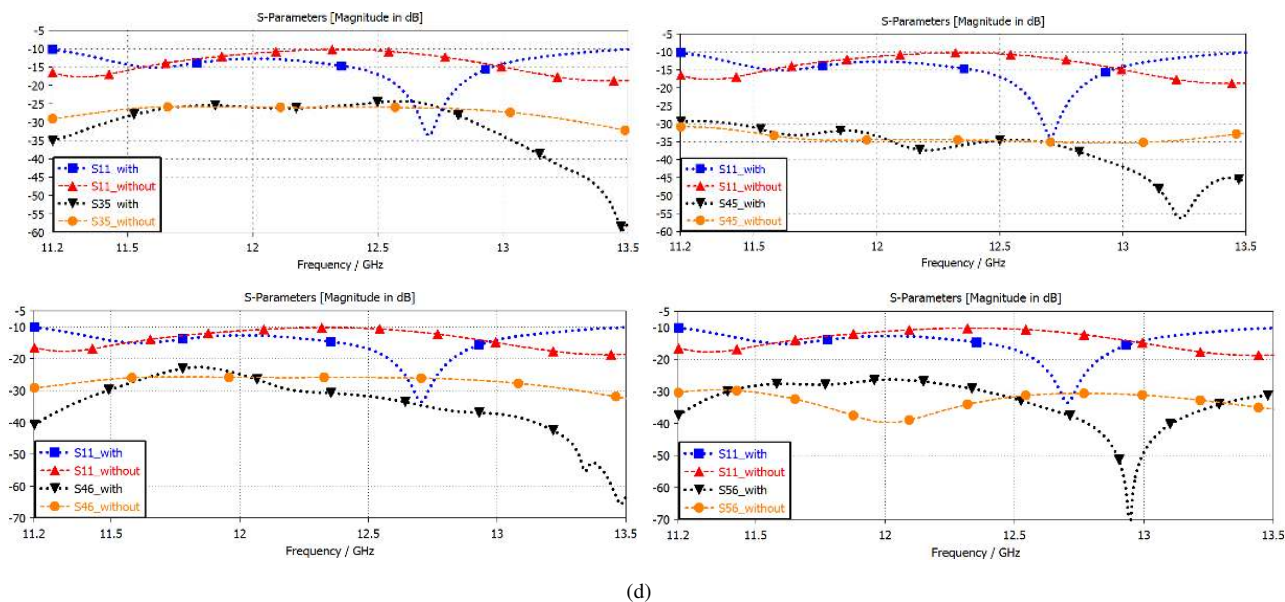 S-Parameters [Magnitude in dB]
-5
-10
-15
-20
-25
-30
-35
-40
-45
-50
-55
-60
S11_with
S11_without
S35_with
S35_without
11.2
11.5
12
12.5
13
13.5
Frequency / GHz
S-Parameters [Magnitude in dB]
-5
-10
-15
-20
-25
-30
-35
-40
-45
-50
-55
-60
S11_with
S11_without
S45_with
S45_without
11.2
11.5
12
12.5
13
13.5
Frequency / GHz
S-Parameters [Magnitude in dB]
-5
-10
-20
-30
-40
-50
-60
-70
S11_with
S11_without
S46_with
S46_without
11.2
11.5
12
12.5
13
13.5
Frequency / GHz
S-Parameters [Magnitude in dB]
-5
-10
-20
-30
-40
-50
-60
-70
S11_with
S11_without
S56_with
S56_without
11.2
11.5
12
12.5
13
13.5
Frequency / GHz
(d)